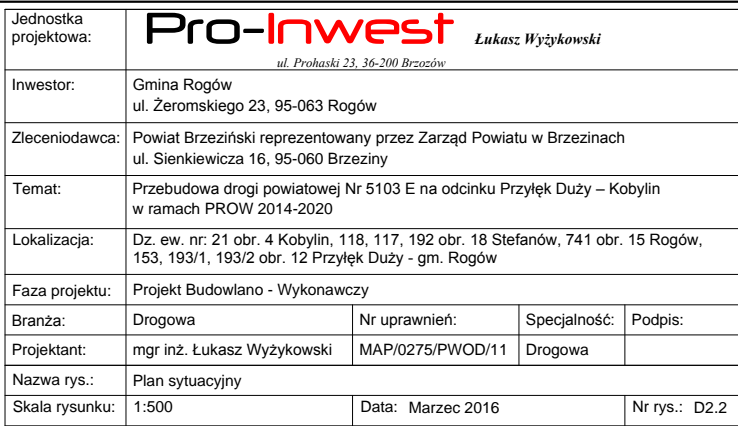 Jednostka projektowa: Pro-Inwest Łukasz Wyżykowski
ul. Prohaski 23, 36-200 Brzozów
Inwestor: Gmina Rogów
ul. Żeromskiego 23, 95-063 Rogów
Zleceniodawca: Powiat Brzeziński reprezentowany przez Zarząd Powiatu w Brzezinach
ul. Sienkiewicza 16, 95-060 Brzeziny
Temat: Przebudowa drogi powiatowej Nr 5103 E na odcinku Przyłęk Duży – Kobylin
w ramach PROW 2014-2020
Lokalizacja: Dz. ew. nr: 21 obr. 4 Kobylin, 118, 117, 192 obr. 18 Stefanów, 741 obr. 15 Rogów,
153, 193/1, 193/2 obr. 12 Przyłęk Duży - gm. Rogów
Faza projektu: Projekt Budowlano - Wykonawczy
Branża: Drogowa Nr uprawnień: Specjalność: Podpis:
Projektant: mgr inż. Łukasz Wyżykowski MAP/0275/PWOD/11 Drogowa
Nazwa rys.: Plan sytuacyjny
Skala rysunku: 1:500 Data: Marzec 2016 Nr rys.: D2.2